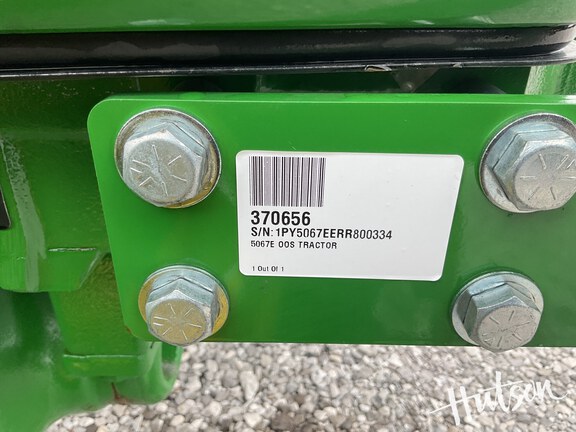 370656
S/N: 1PY5067EERR800334
5067E OOS TRACTOR
1 Out Of 1
Hutson